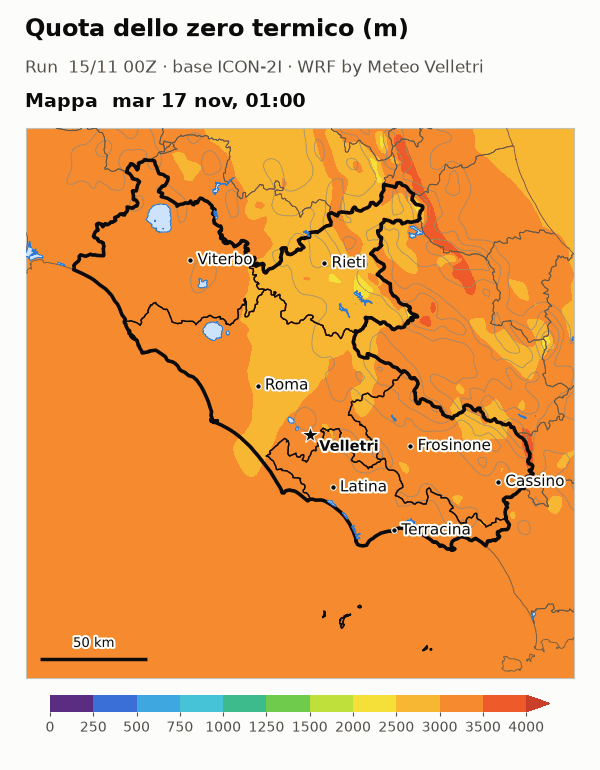 Quota dello zero termico (m)
Run  15/11 00Z · base ICON-2I · WRF by Meteo Velletri
Mappa  mar 17 nov, 01:00
Viterbo
Rieti
Roma
Velletri
Frosinone
Cassino
Latina
Terracina
50 km
0 250 500 750 1000 1250 1500 2000 2500 3000 3500 4000